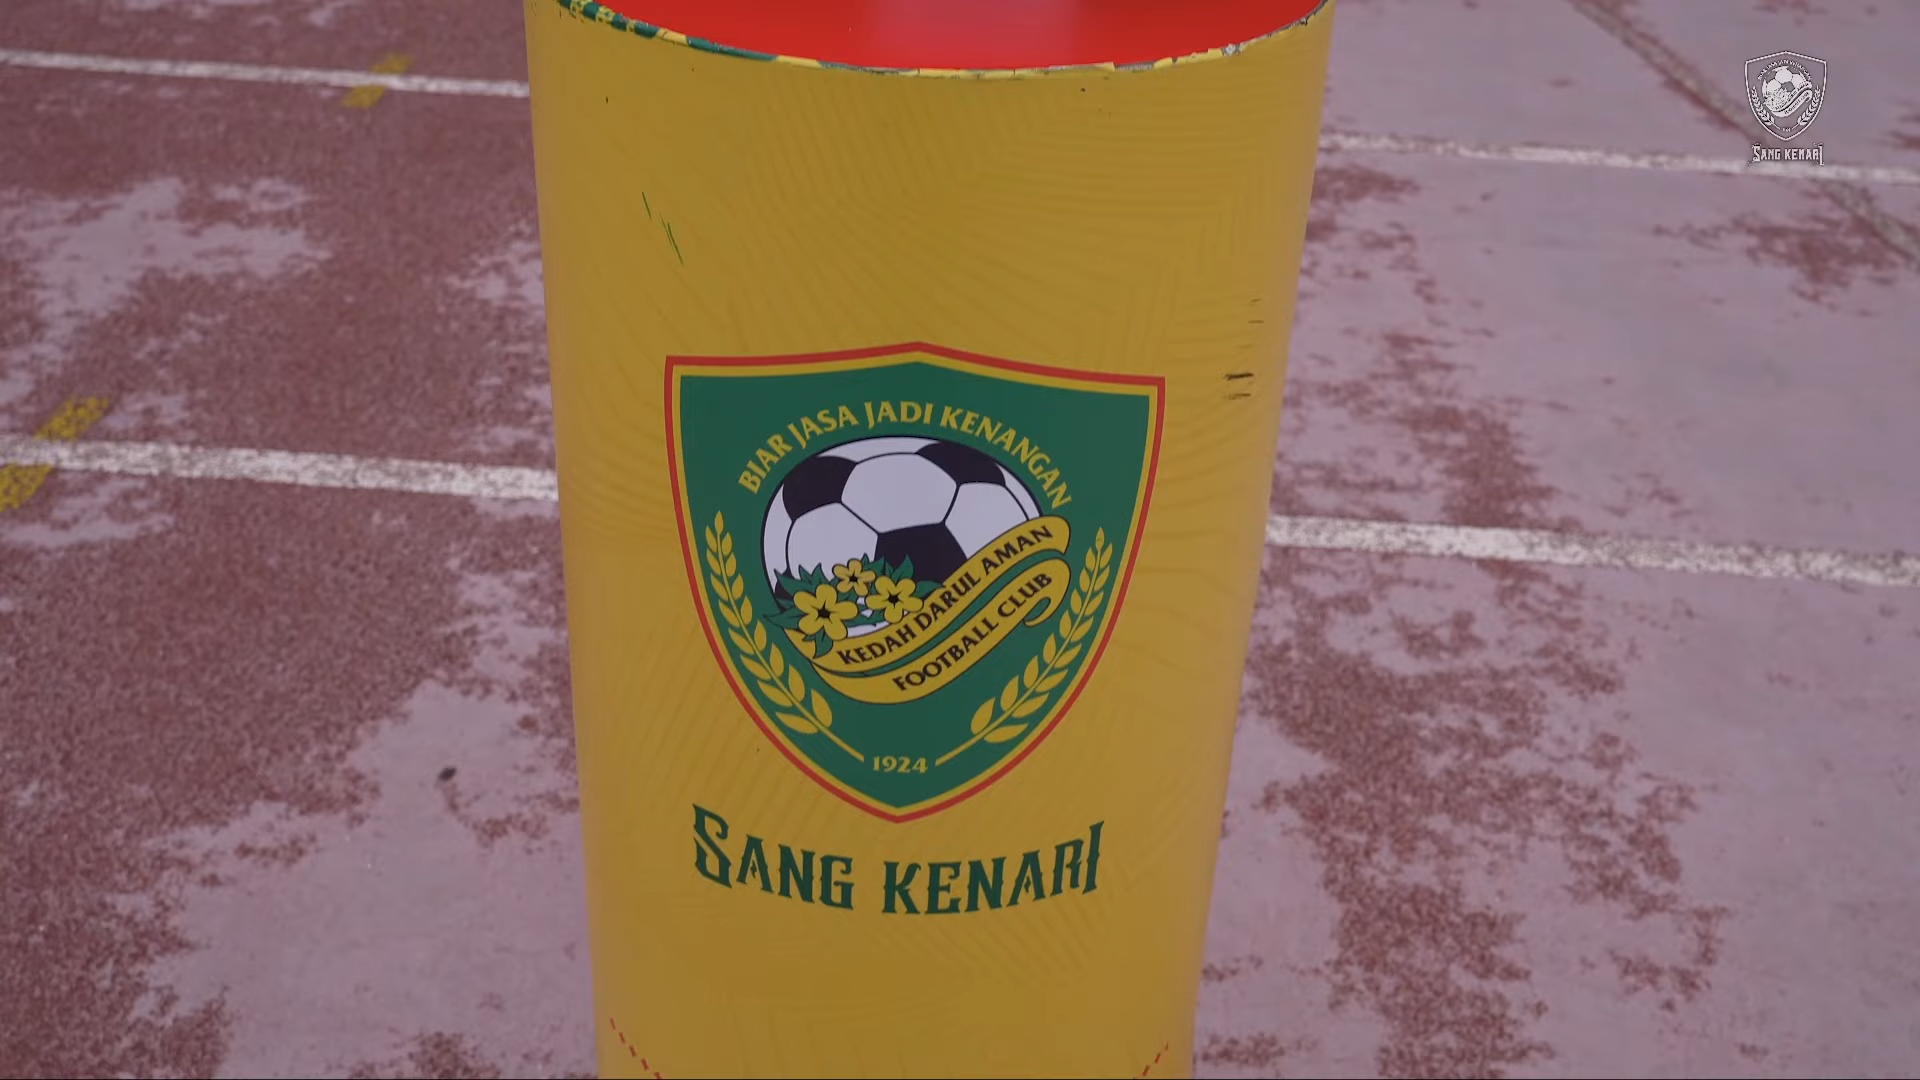 BIAR JASA JADI KENANGAN
KEDAH DARUL AMAN
FOOTBALL CLUB
1924
SANG KENARI
SANG KENARI